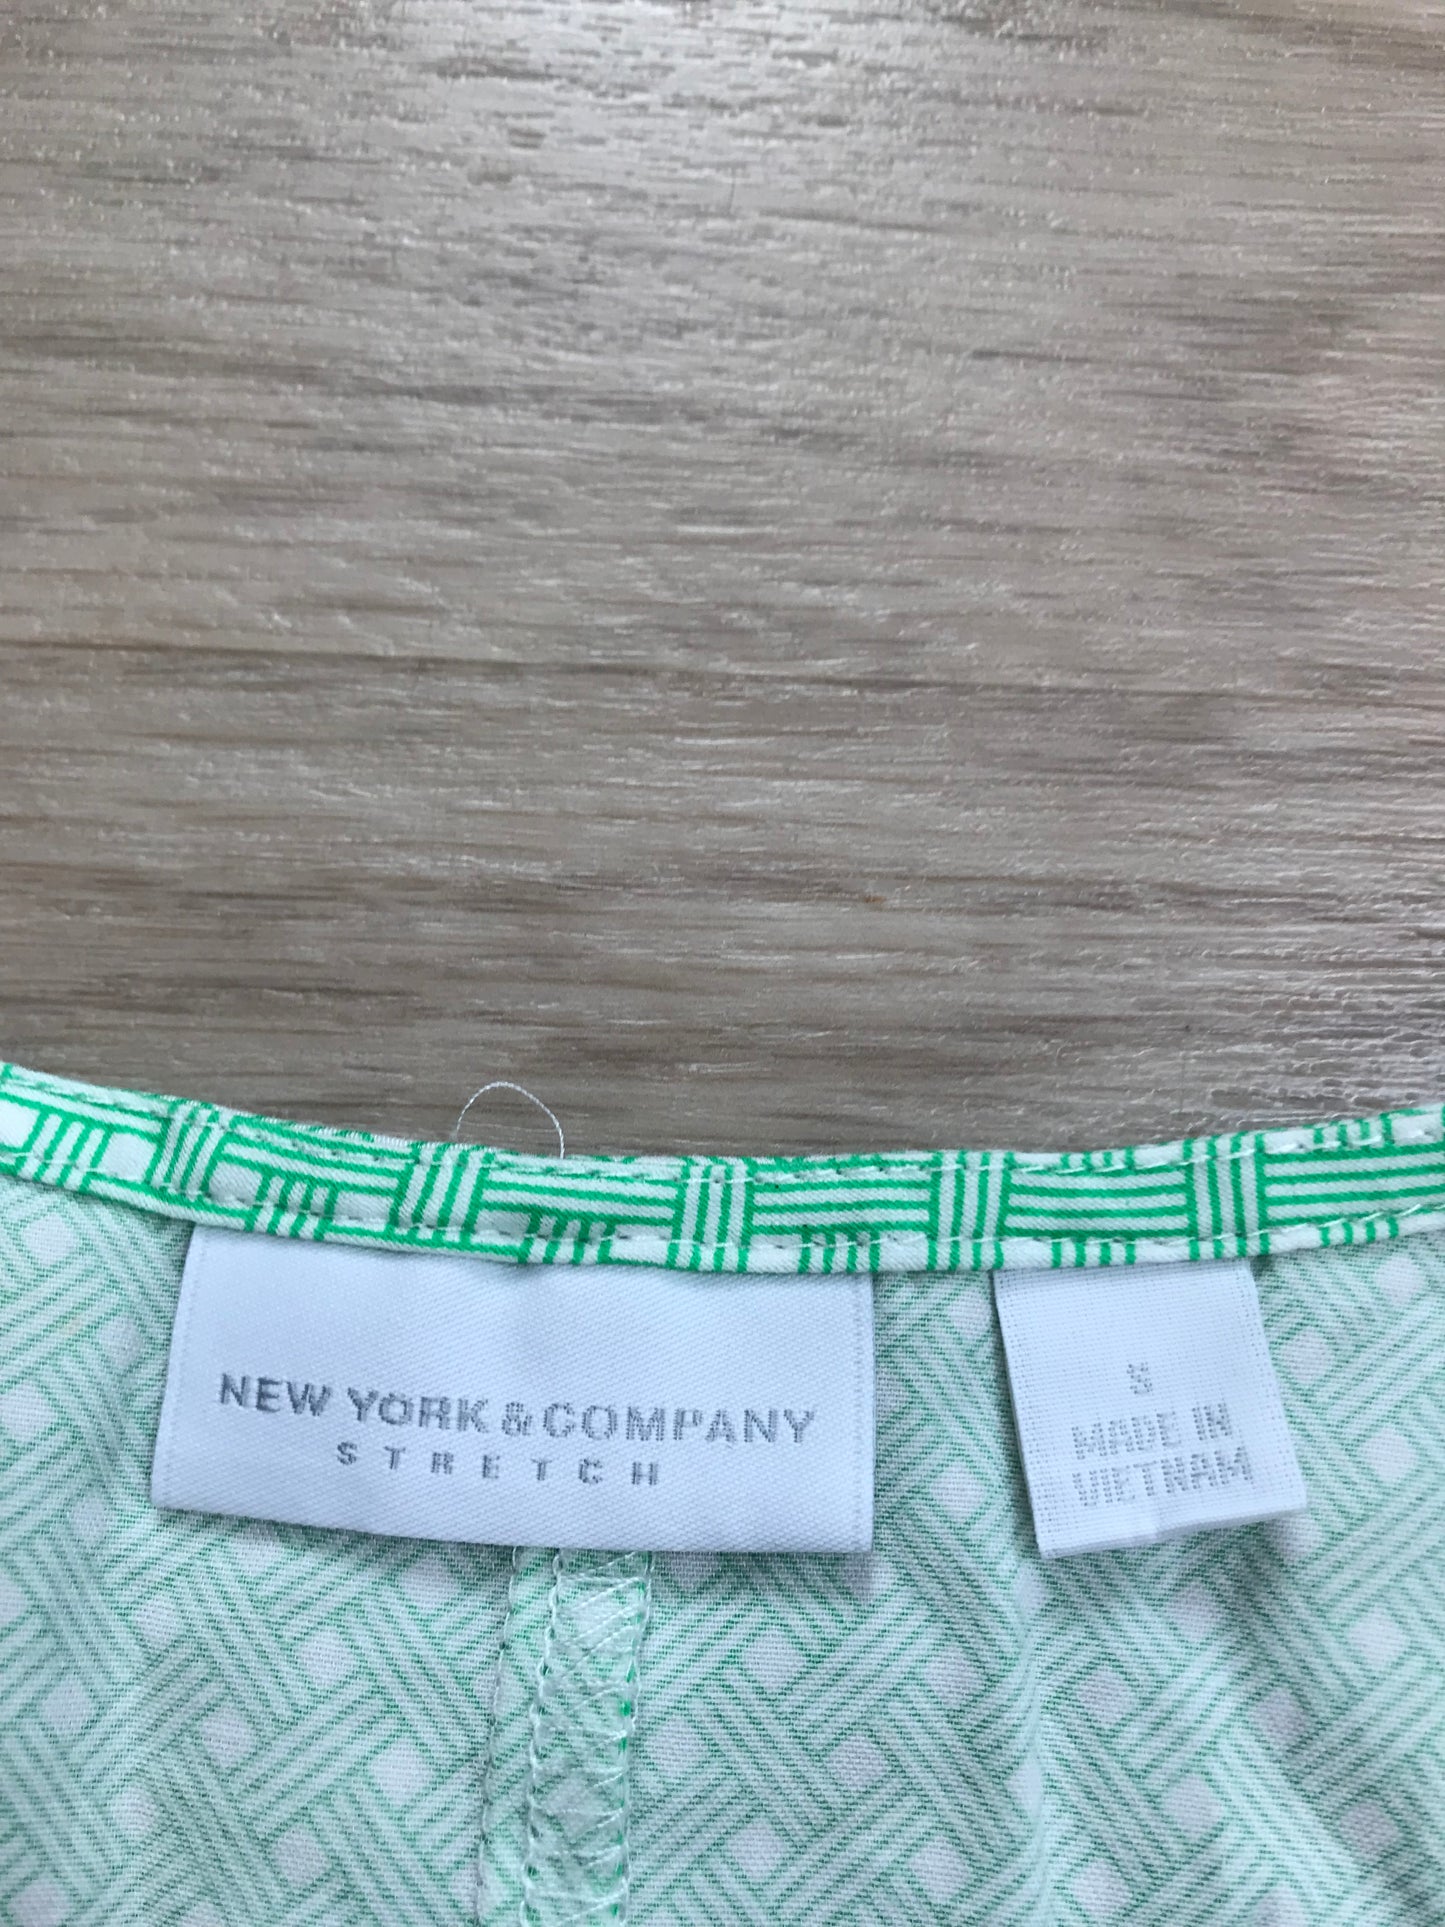 NEW YORK & COMPANY
STRETCH
S
MADE IN
VIETNAM